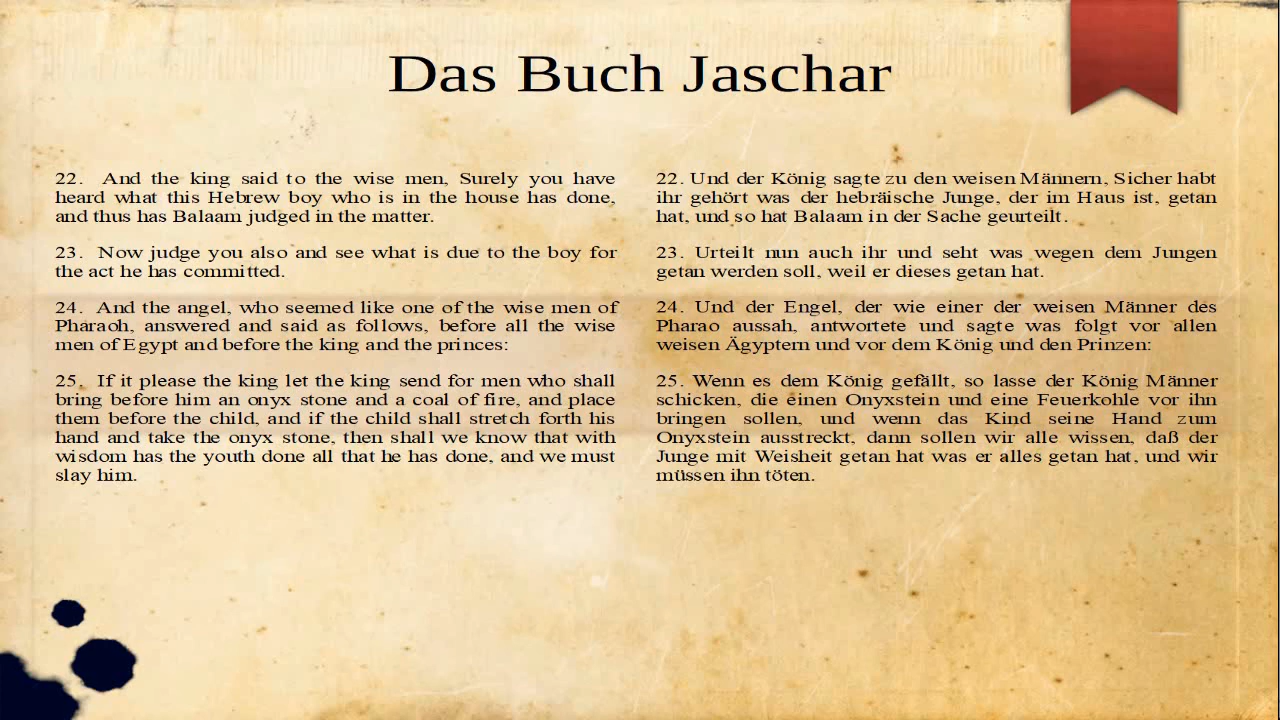 Das Buch Jaschar
22. And the king said to the wise men, Surely you have
heard what this Hebrew boy who is in the house has done,
and thus has Balaam judged in the matter.
23. Now judge you also and see what is due to the boy for
the act he has committed.
24. And the angel, who seemed like one of the wise men of
Pharaoh, answered and said as follows, before all the wise
men of Egypt and before the king and the princes:
25. If it please the king let the king send for men who shall
bring before him an onyx stone and a coal of fire, and place
them before the child, and if the child shall stretch forth his
hand and take the onyx stone, then shall we know that with
wisdom has the youth done all that he has done, and we must
slay him.
22. Und der König sagte zu den weisen Männern, Sicher habt
ihr gehört was der hebräische Junge, der im Haus ist, getan
hat, und so hat Balaam in der Sache geurteilt.
23. Urteilt nun auch ihr und seht was wegen dem Jungen
getan werden soll, weil er dieses getan hat.
24. Und der Engel, der wie einer der weisen Männer des
Pharao aussah, antwortete und sagte was folgt vor allen
weisen Ägyptern und vor dem König und den Prinzen:
25. Wenn es dem König gefällt, so lasse der König Männer
schicken, die einen Onyxstein und eine Feuerkohle vor ihn
bringen sollen, und wenn das Kind seine Hand zum
Onyxstein ausstreckt, dann sollen wir alle wissen, daß der
Junge mit Weisheit getan hat was er alles getan hat, und wir
müssen ihn töten.